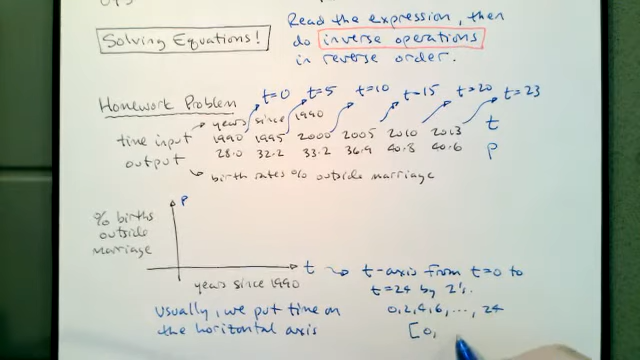 Read the expression, then
Solving Equations!
do inverse operations
in reverse order.
Homework Problem
t=0 t=5 t=10 t=15 t=20 t=23
years since 1990
time input 1990 1995 2000 2005 2010 2013 t
output 28.0 32.2 33.2 36.9 40.8 40.6 P
birth rates % outside marriage
P
% births
outside
marriage
t
years since 1990
t-axis from t=0 to
t=24 by 2's.
0,2,4,6,..., 24
[0,
Usually, we put time on
the horizontal axis